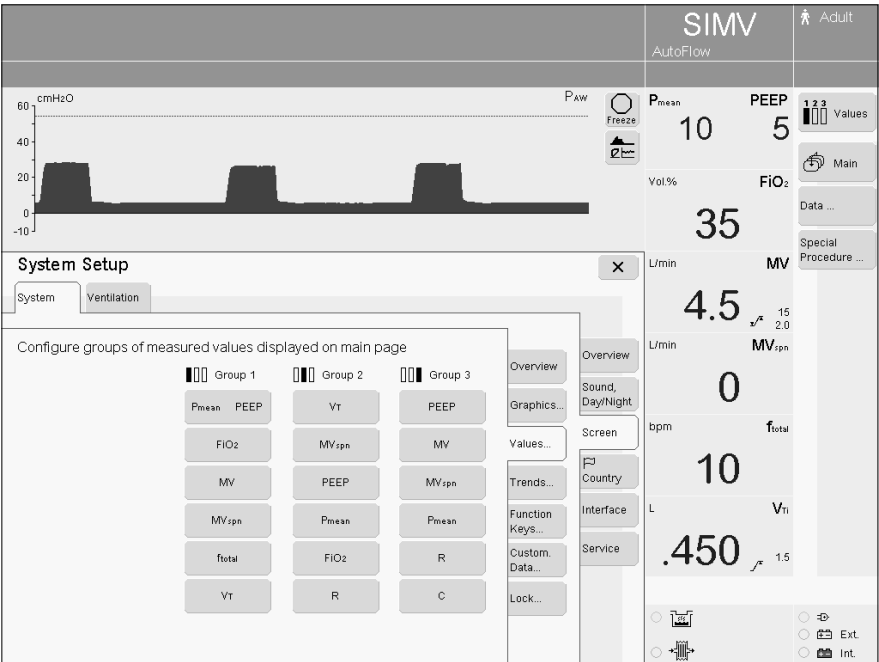 SIMV
AutoFlow
Adult
cmH2O
PAW
60
40
20
0
-10
Freeze
Pmean PEEP
10 5
Vol.% FiO2
35
L/min MV
4.5 15
2.0
L/min MVspn
0
bpm ftotal
10
L VTi
.450 1.5
1 2 3
Values
Main
Data ...
Special
Procedure ...
System Setup
System Ventilation
Configure groups of measured values displayed on main page
Group 1 Group 2 Group 3
Pmean PEEP VT PEEP
FiO2 MVspn MV
MV PEEP MVspn
MVspn Pmean Pmean
ftotal FiO2 R
VT R C
Overview
Graphics...
Values...
Trends...
Function
Keys...
Custom.
Data...
Lock...
Overview
Sound,
Day/Night
Screen
Country
Interface
Service
Ext.
Int.